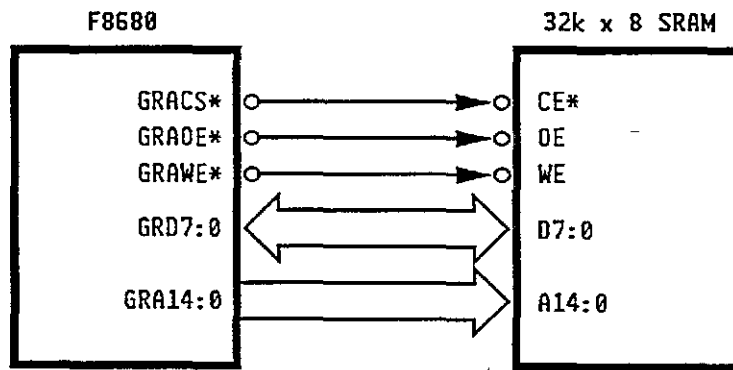 F8680
32k x 8 SRAM
GRACS*
CE*
GRAOE*
OE
GRAWE*
WE
GRD7:0
D7:0
GRA14:0
A14:0